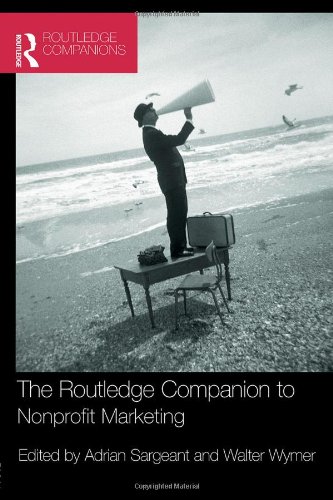 ROUTLEDGE
COMPANIONS
Routledge
The Routledge Companion to
Nonprofit Marketing
Edited by Adrian Sargeant and Walter Wymer